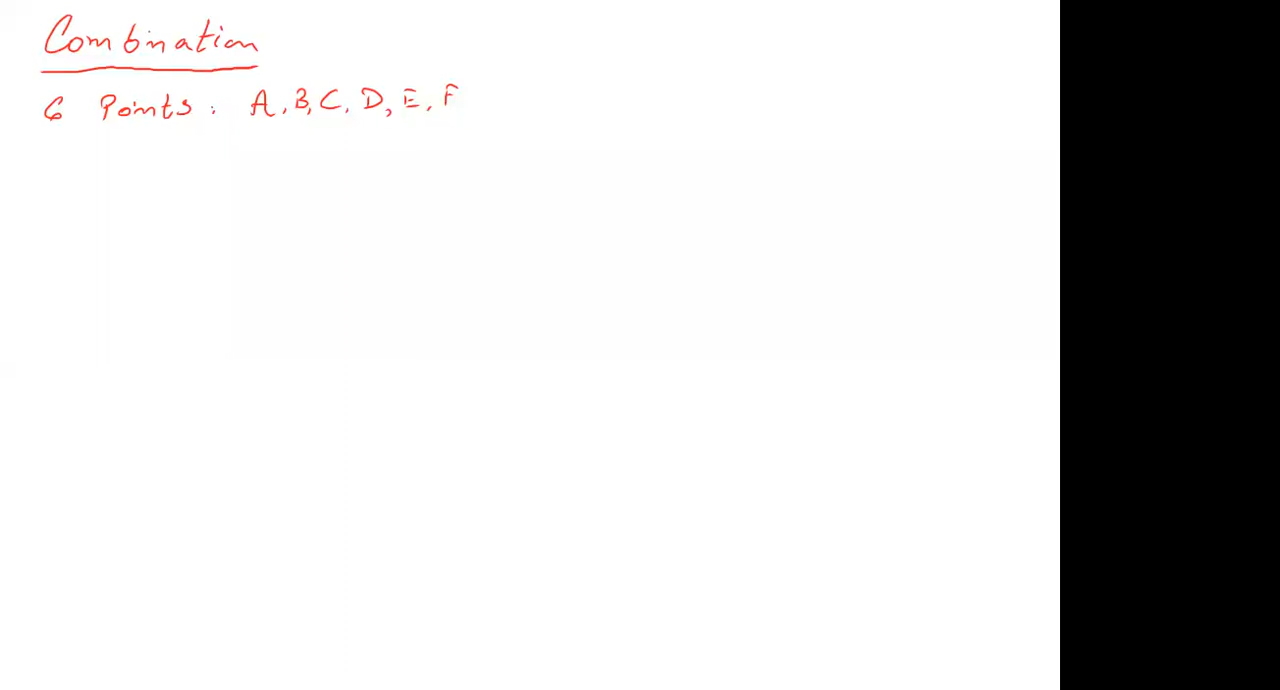 Combination
6 Points: A, B, C, D, E, F